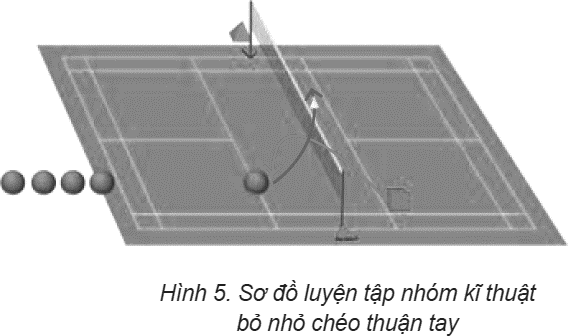 Hình 5. Sơ đồ luyện tập nhóm kĩ thuật
bỏ nhỏ chéo thuận tay